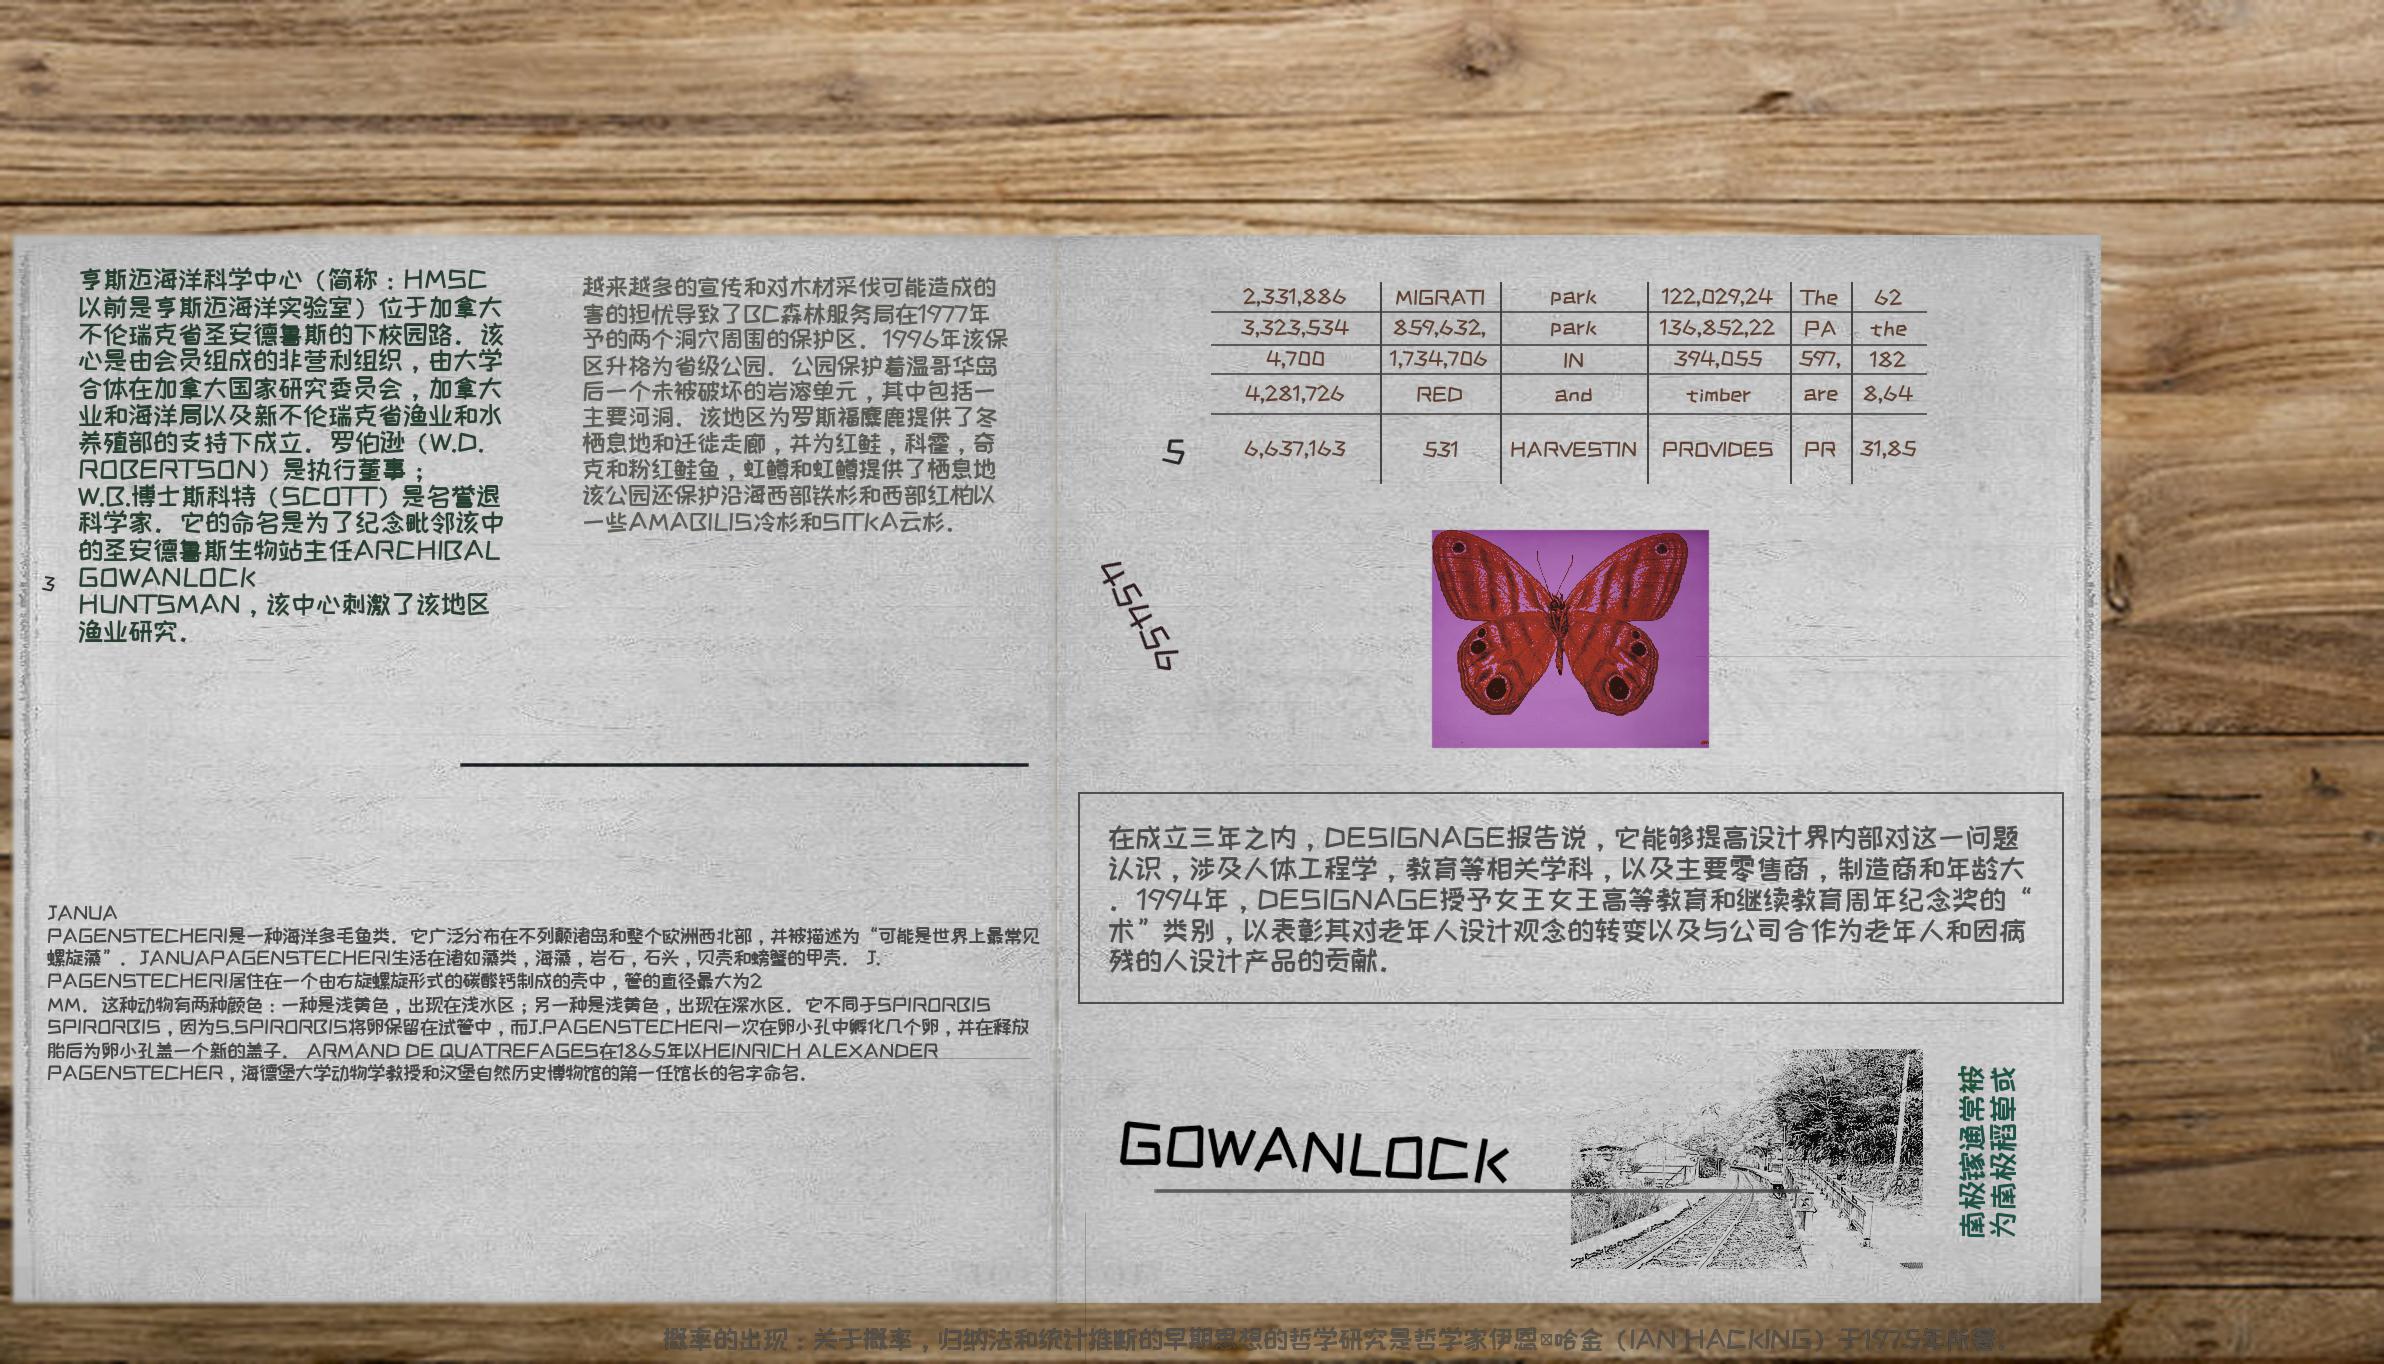 亨斯迈海洋科学中心（简称：HMSC
以前是亨斯迈海洋实验室）位于加拿大
不伦瑞克省圣安德鲁斯的下校园路. 该
心是由会员组成的非营利组织，由大学
合体在加拿大国家研究委员会，加拿大
业和海洋局以及新不伦瑞克省渔业和水
养殖部的支持下成立. 罗伯逊（W.D.
ROBERTSON）是执行董事；
W.B.博士斯科特（SCOTT）是名誉退
科学家. 它的命名是为了纪念毗邻该中
的圣安德鲁斯生物站主任ARCHIBAL
GOWANLOCK
HUNTSMAN，该中心刺激了该地区
渔业研究.
3
越来越多的宣传和对木材采伐可能造成的
害的担忧导致了BC森林服务局在1977年
予的两个洞穴周围的保护区. 1996年该保
区升格为省级公园. 公园保护着温哥华岛
后一个未被破坏的岩溶单元，其中包括一
主要河洞. 该地区为罗斯福麋鹿提供了冬
栖息地和迁徙走廊，并为红鲑，科霍，奇
克和粉红鲑鱼，虹鳟和虹鳟提供了栖息地
该公园还保护沿海西部铁杉和西部红柏以
一些AMABILIS冷杉和SITKA云杉.
JANUA
PAGENSTECHERI是一种海洋多毛鱼类. 它广泛分布在不列颠诸岛和整个欧洲西北部，并被描述为“可能是世界上最常见
螺旋藻”. JANUAPAGENSTECHERI生活在诸如藻类，海藻，岩石，石头，贝壳和螃蟹的甲壳. J.
PAGENSTECHERI居住在一个由右旋螺旋形式的碳酸钙制成的壳中，管的直径最大为2
MM. 这种动物有两种颜色：一种是浅黄色，出现在浅水区；另一种是浅黄色，出现在深水区. 它不同于SPIRORBIS
SPIRORBIS，因为S.SPIRORBIS将卵保留在试管中，而J.PAGENSTECHERI一次在卵小孔中孵化几个卵，并在释放
胎后为卵小孔盖一个新的盖子. ARMAND DE QUATREFAGES在1865年以HEINRICH ALEXANDER
PAGENSTECHER，海德堡大学动物学教授和汉堡自然历史博物馆的第一任馆长的名字命名.
2,331,886 MIGRATI park 122,029,24 The 62
3,323,534 859,632, park 136,852,22 PA the
4,700 1,734,706 IN 394,055 597, 182
4,281,726 RED and timber are 8,64
6,637,163 531 HARVESTIN PROVIDES PR 31,85
5
45456
在成立三年之内，DESIGNAGE报告说，它能够提高设计界内部对这一问题
认识，涉及人体工程学，教育等相关学科，以及主要零售商，制造商和年龄大
. 1994年，DESIGNAGE授予女王女王高等教育和继续教育周年纪念奖的“
术”类别，以表彰其对老年人设计观念的转变以及与公司合作为老年人和因病
残的人设计产品的贡献.
GOWANLOCK
南极镓通常被
为南极稻草或
概率的出现：关于概率，归纳法和统计推断的早期思想的哲学研究是哲学家伊恩 哈金（IAN HACKING）于1975年所著.